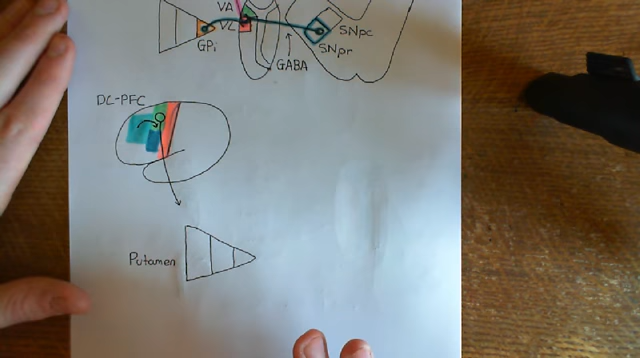 VA
VL
GPi
SNpc
SNpr
GABA
DL-PFC
Putamen